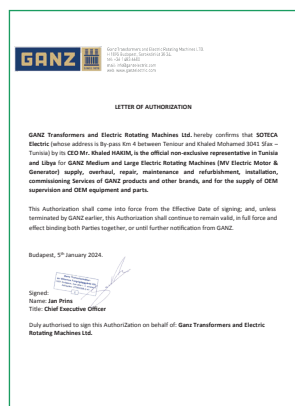 GANZ
Ganz Transformers and Electric Rotating Machines LTD.
LETTER OF AUTHORIZATION
GANZ Transformers and Electric Rotating Machines Ltd. hereby confirms that SOTECA
Electric (whose address is By-pass Km 4 between Teniour and Khaled Mohamed 3041 Sfax –
Tunisia) by its CEO Mr. Khaled HAKIM, is the official non-exclusive representative in Tunisia
and Libya for GANZ Medium and Large Electric Rotating Machines (MV Electric Motor &
Generator) supply, overhaul, repair, maintenance and refurbishment, installation,
commissioning Services of GANZ products and other brands, and for the supply of OEM
supervision and OEM equipment and parts.
This Authorization shall come into force from the Effective Date of signing; and, unless
terminated by GANZ earlier, this Authorization shall continue to remain valid, in full force and
effect binding both Parties together, or until further notification from GANZ.
Budapest, 5th January 2024.
Signed:
Name: Jan Prins
Title: Chief Executive Officer
Duly authorised to sign this AuthoriZation on behalf of: Ganz Transformers and Electric
Rotating Machines Ltd.